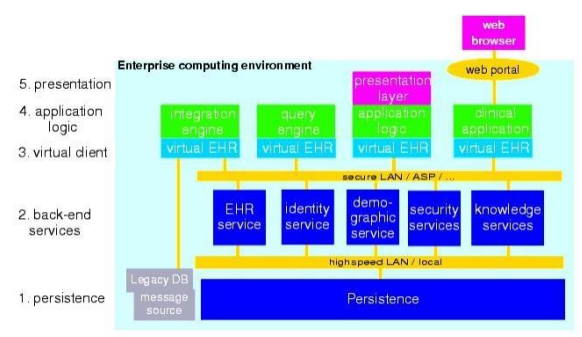 web
browser
Enterprise computing environment
web portal
5. presentation
presentation
layer
4. application
logic
integration
engine
query
engine
application
logic
clinical
application
3. virtual client
virtual EHR
virtual EHR
virtual EHR
virtual EHR
secure LAN / ASP / ...
2. back-end
services
EHR
service
identity
service
demo-
graphic
service
security
services
knowledge
services
high speed LAN / local
Legacy DB
message
source
1. persistence
Persistence